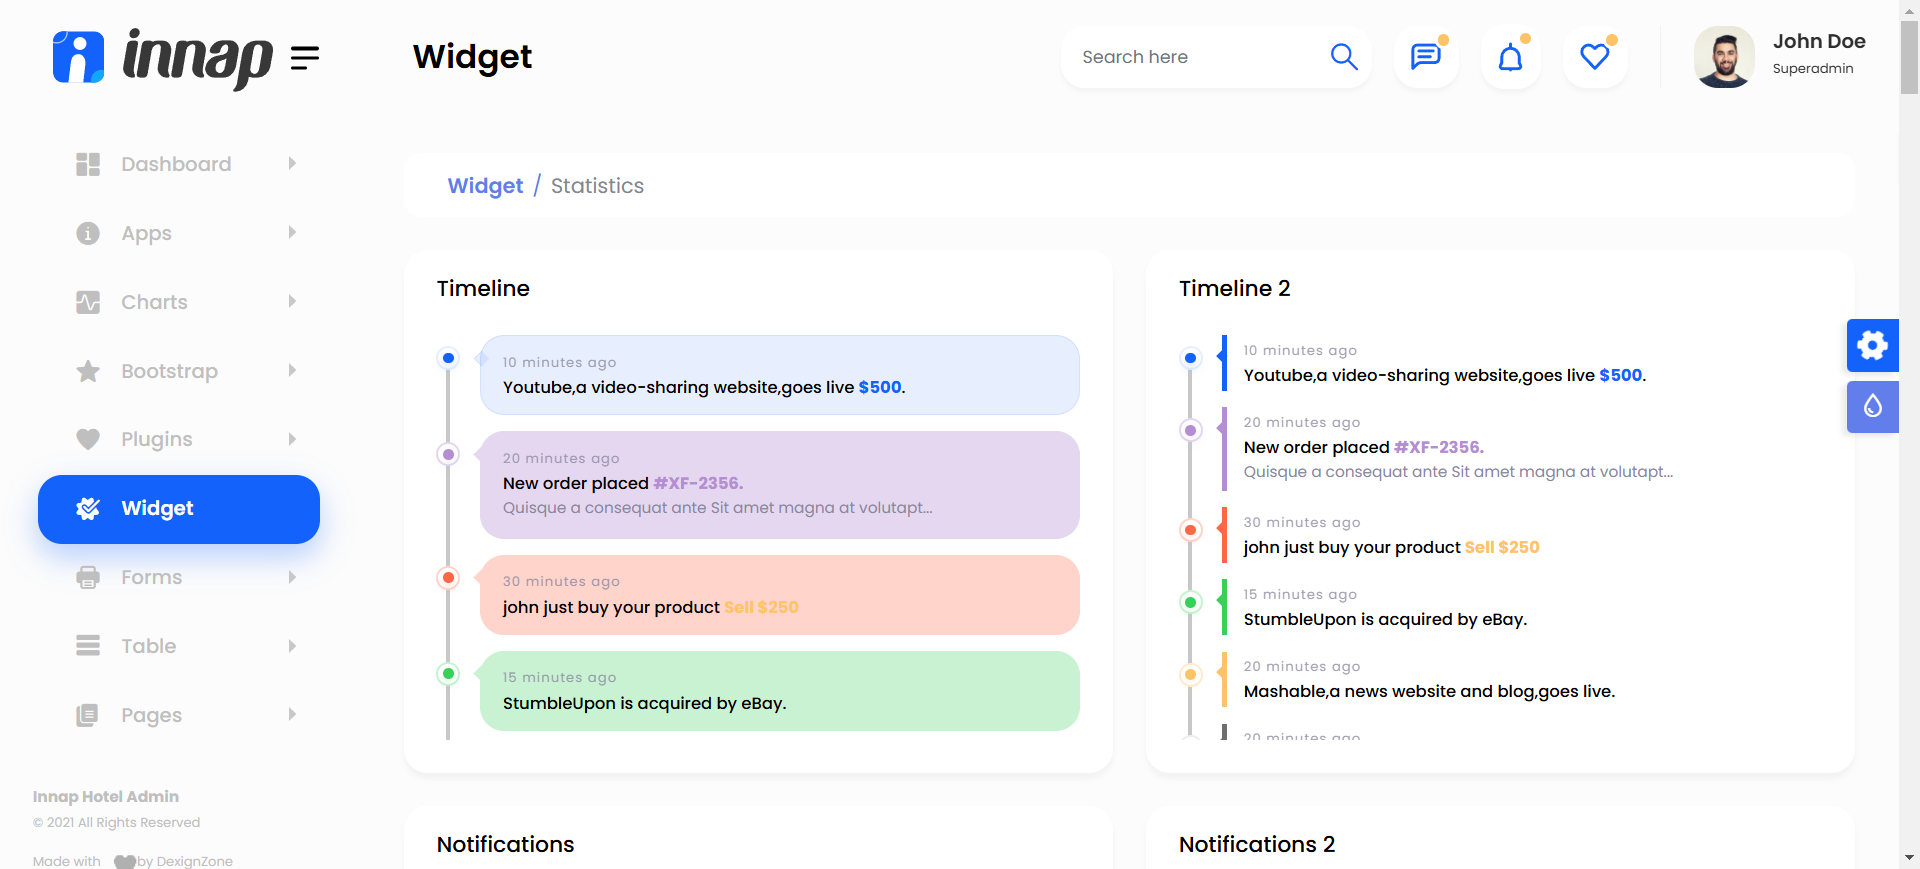 innap
Widget
Search here
John Doe
Superadmin
Dashboard
Apps
Charts
Bootstrap
Plugins
Widget
Forms
Table
Pages
Innap Hotel Admin
© 2021 All Rights Reserved
Made with by DexignZone
Widget / Statistics
Timeline
10 minutes ago
Youtube,a video-sharing website,goes live $500.
20 minutes ago
New order placed #XF-2356.
Quisque a consequat ante Sit amet magna at volutapt...
30 minutes ago
john just buy your product Sell $250
15 minutes ago
StumbleUpon is acquired by eBay.
Timeline 2
10 minutes ago
Youtube,a video-sharing website,goes live $500.
20 minutes ago
New order placed #XF-2356.
Quisque a consequat ante Sit amet magna at volutapt...
30 minutes ago
john just buy your product Sell $250
15 minutes ago
StumbleUpon is acquired by eBay.
20 minutes ago
Mashable,a news website and blog,goes live.
20 minutes ago
Notifications
Notifications 2